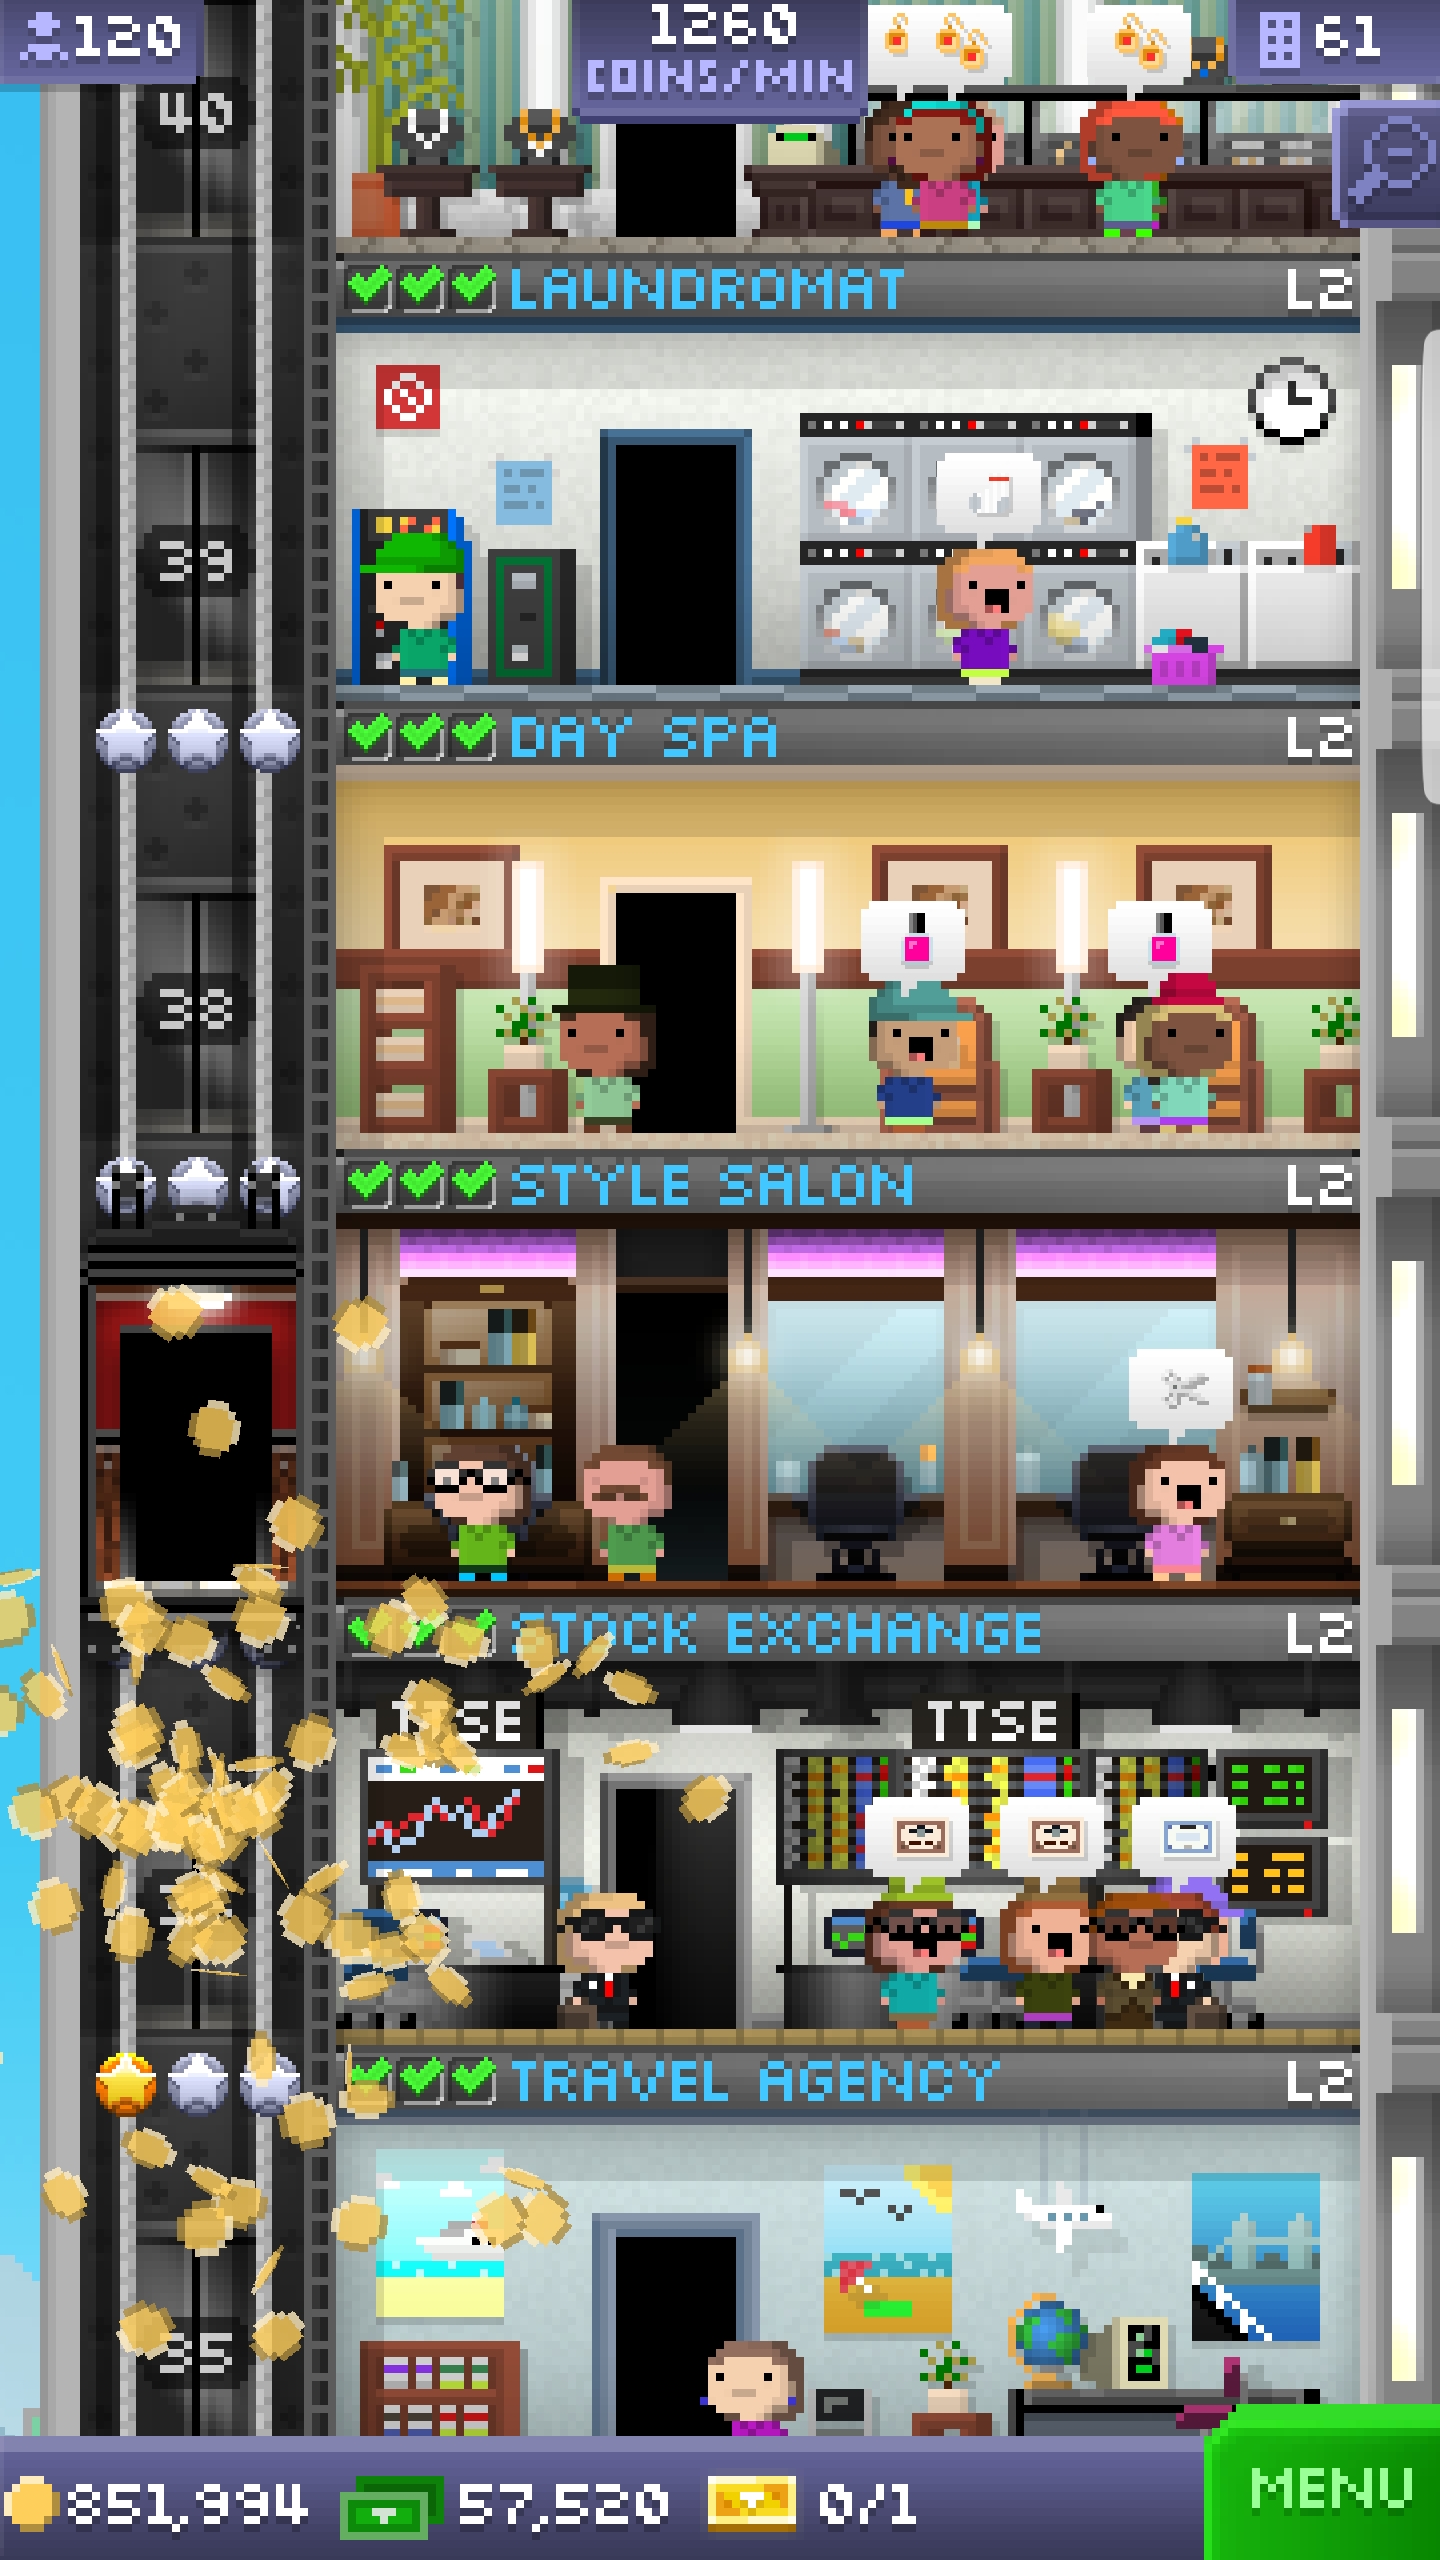 120
1260
COINS/MIN
61
40
LAUNDROMAT L2
39
DAY SPA L2
38
STYLE SALON L2
STOCK EXCHANGE L2
TTSE
TRAVEL AGENCY L2
35
851,994 57,520 0/1
MENU